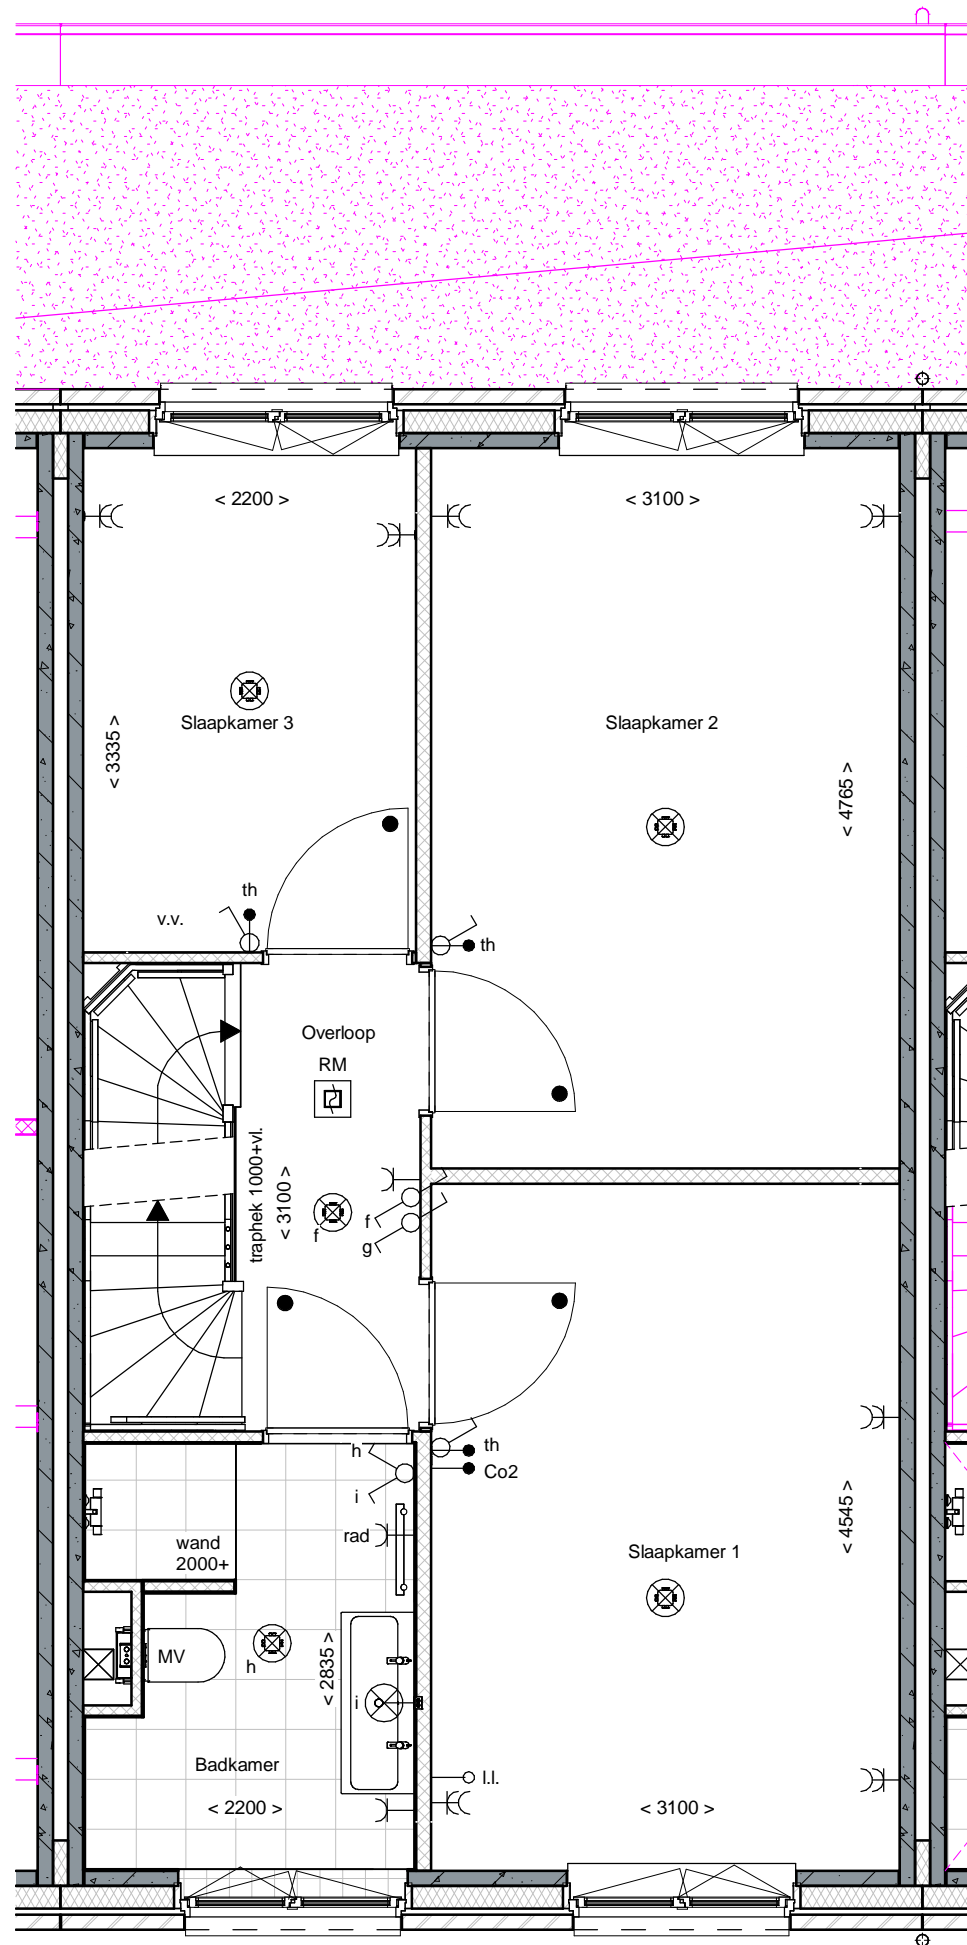 < 2200 >
< 3100 >
Slaapkamer 3
Slaapkamer 2
< 3335 >
< 4765 >
th
v.v.
th
Overloop
RM
traphek 1000+vl.
< 3100 >
f
f
g
h
th
Co2
i
rad
wand
2000+
< 4545 >
Slaapkamer 1
MV
h
< 2835 >
i
Badkamer
l.l.
< 2200 >
< 3100 >